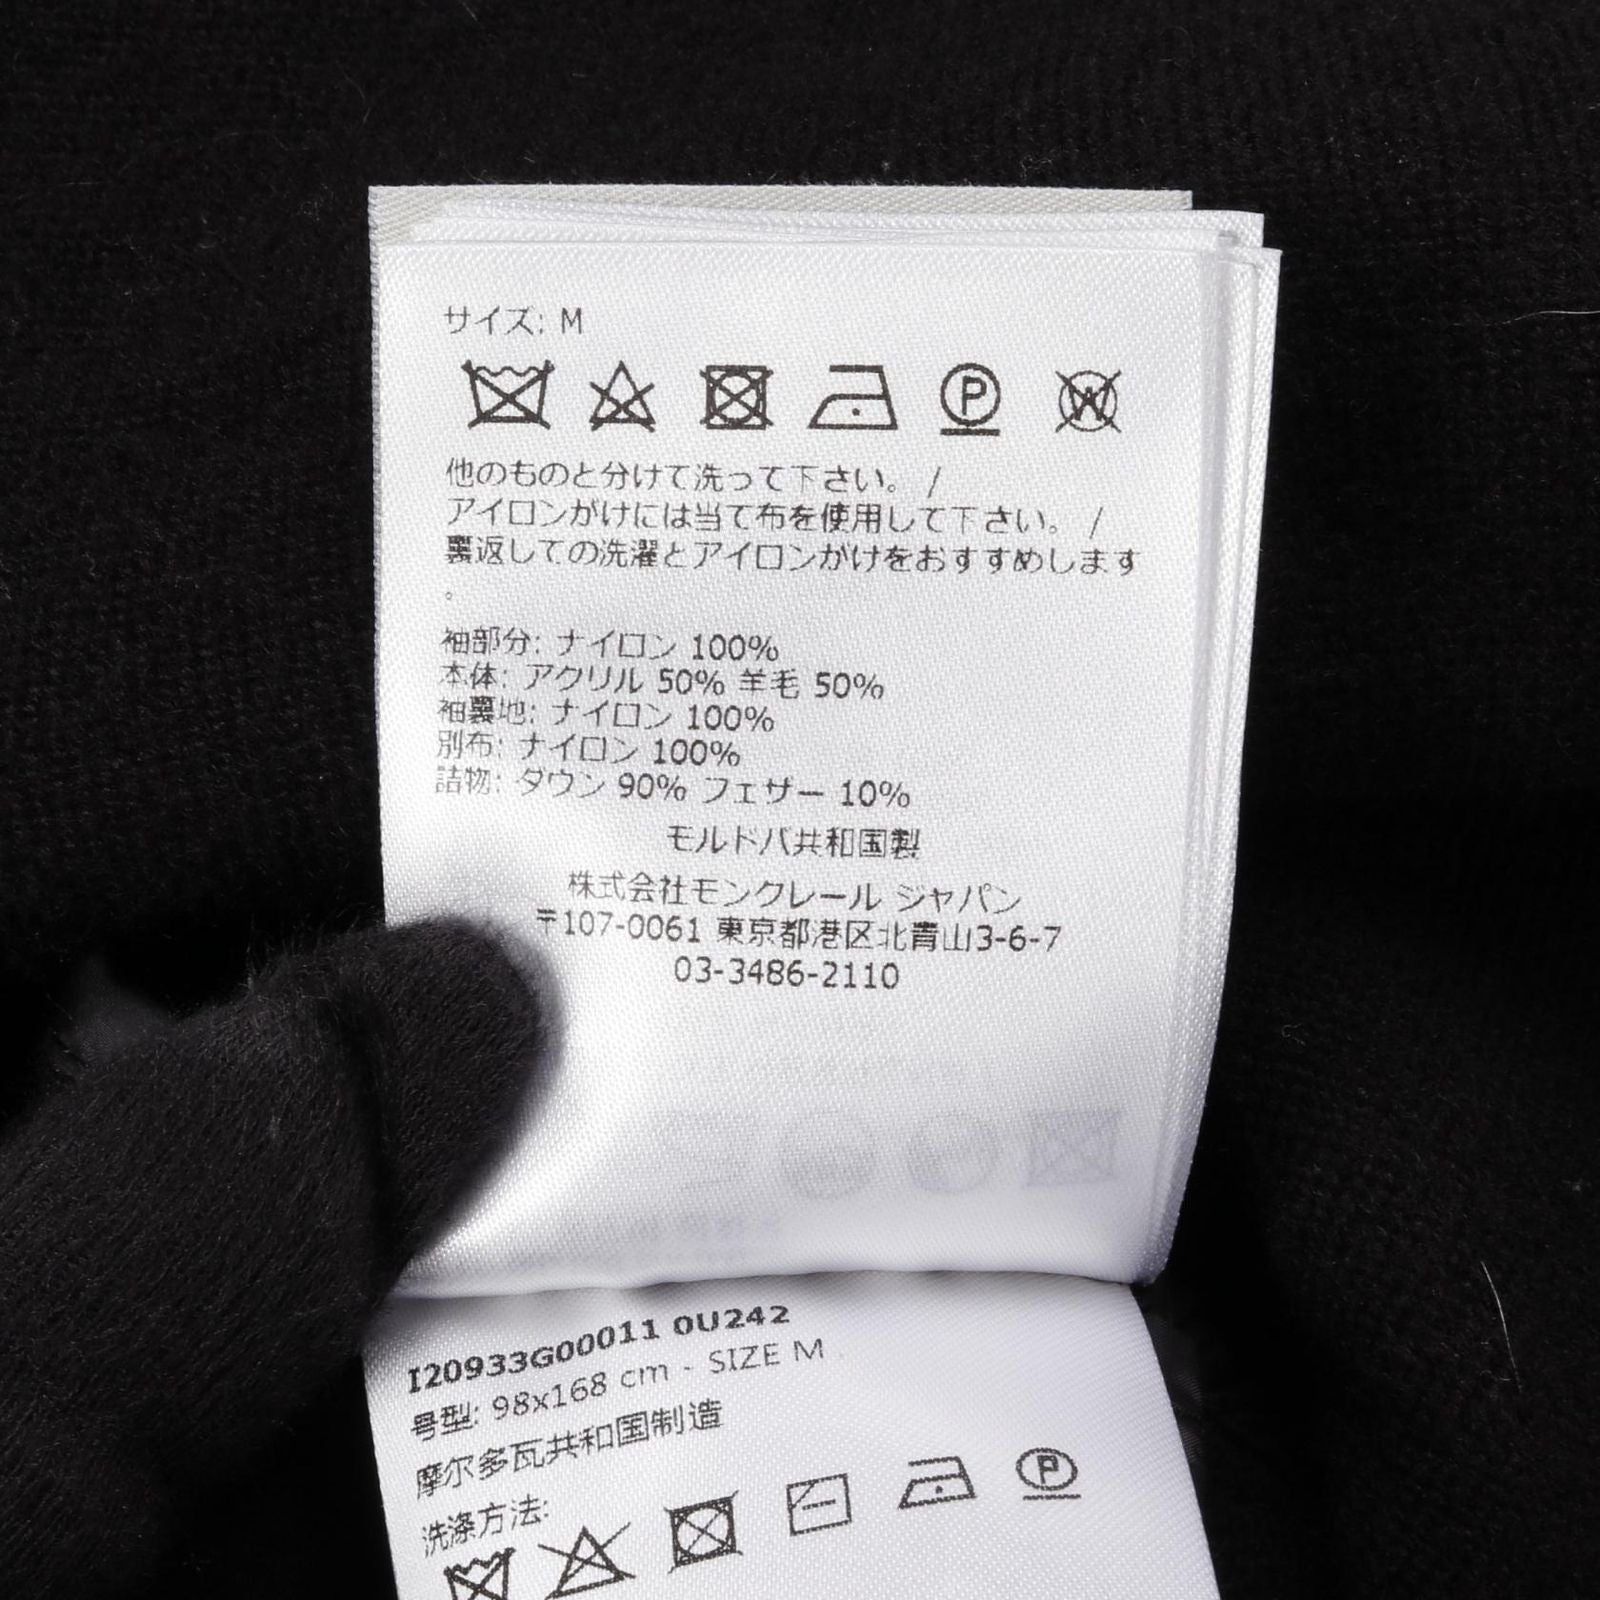 サイズ: M
他のものと分けて洗って下さい。 /
アイロンがけには当て布を使用して下さい。 /
裏返しての洗濯とアイロンがけをおすすめします
。
袖部分: ナイロン 100%
本体: アクリル 50% 羊毛 50%
袖裏地: ナイロン 100%
別布: ナイロン 100%
詰物: ダウン 90% フェザー 10%
モルドバ共和国製
株式会社モンクレール ジャパン
〒107-0061 東京都港区北青山3-6-7
03-3486-2110
I20933G00011 0U242
号型: 98x168 cm - SIZE M
摩尔多瓦共和国制造
洗涤方法: